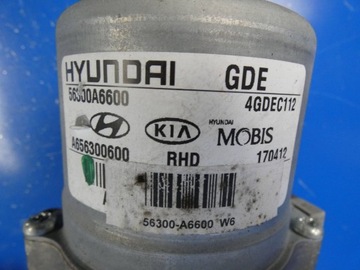 HYUNDAI GDE
56300A6600 4GDEC112
KIA HYUNDAI MOBIS
A656300600 RHD 170412
56300-A6600 W6